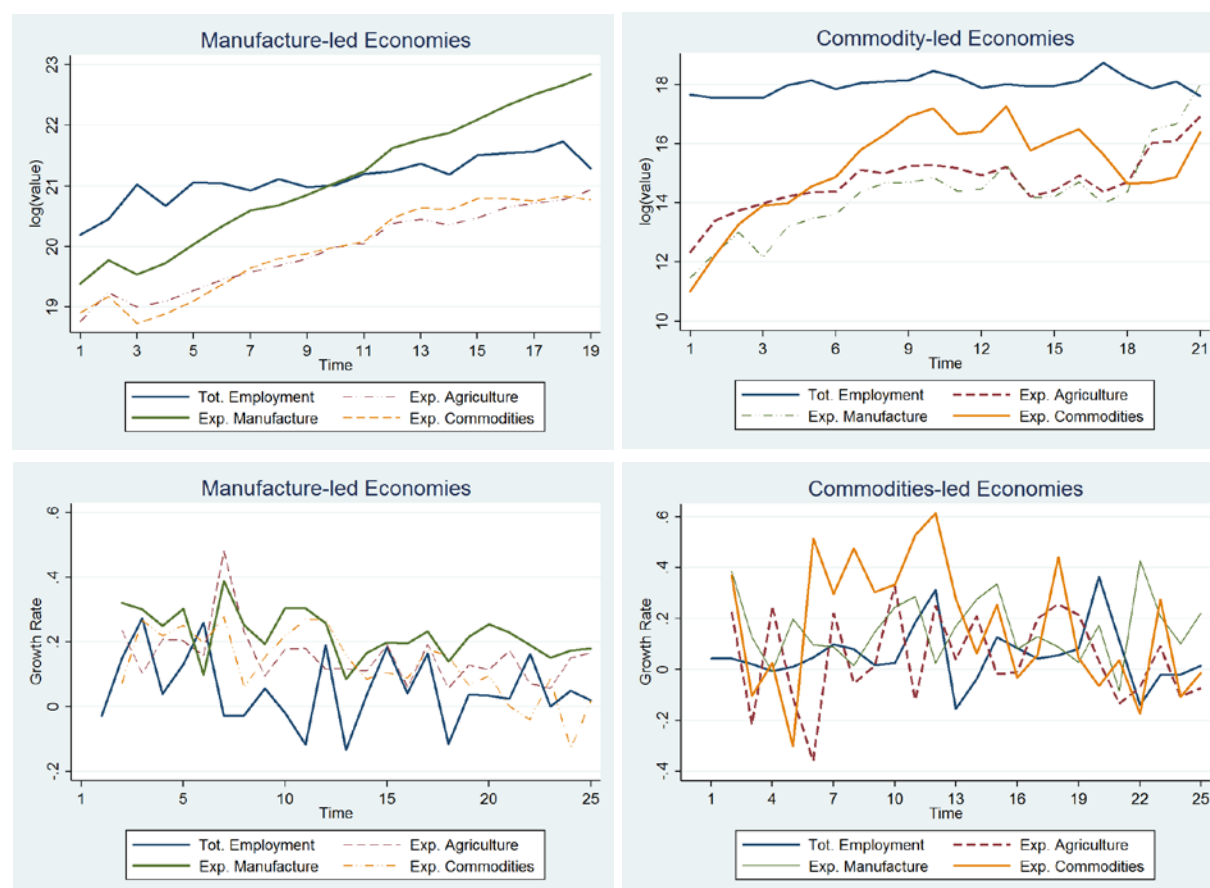 Manufacture-led Economies
log(value)
23
22
21
20
19
1 3 5 7 9 11 13 15 17 19
Time
Tot. Employment Exp. Agriculture
Exp. Manufacture Exp. Commodities
Commodity-led Economies
log(value)
18
16
14
12
10
1 3 6 9 12 15 18 21
Time
Tot. Employment Exp. Agriculture
Exp. Manufacture Exp. Commodities
Manufacture-led Economies
Growth Rate
.6
.4
.2
0
-.2
1 5 10 15 20 25
Time
Tot. Employment Exp. Agriculture
Exp. Manufacture Exp. Commodities
Commodities-led Economies
Growth Rate
.6
.4
.2
0
-.2
-.4
1 4 7 10 13 16 19 22 25
Time
Tot. Employment Exp. Agriculture
Exp. Manufacture Exp. Commodities